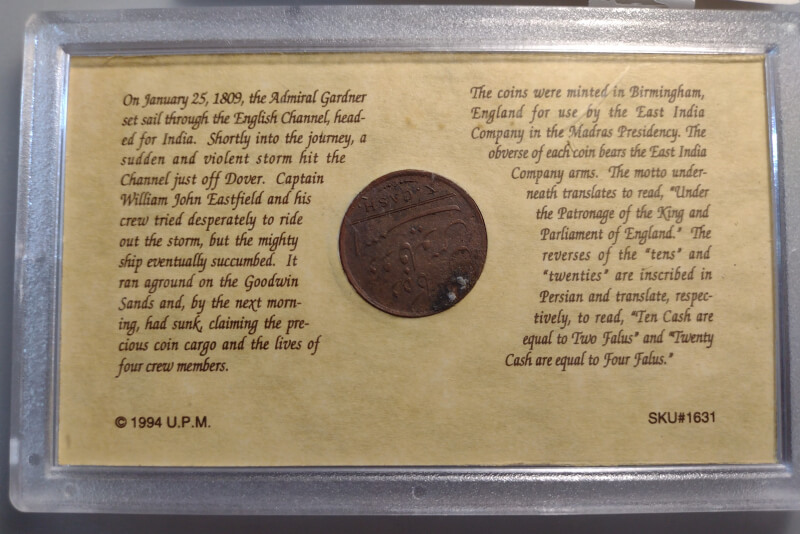 On January 25, 1809, the Admiral Gardner
set sail through the English Channel, head-
ed for India. Shortly into the journey, a
sudden and violent storm hit the
Channel just off Dover. Captain
William John Eastfield and his
crew tried desperately to ride
out the storm, but the mighty
ship eventually succumbed. It
ran aground on the Goodwin
Sands and, by the next morn-
ing, had sunk, claiming the pre-
cious coin cargo and the lives of
four crew members.
© 1994 U.P.M.
X CASH
The coins were minted in Birmingham,
England for use by the East India
Company in the Madras Presidency. The
obverse of each coin bears the East India
Company arms. The motto under-
neath translates to read, "Under
the Patronage of the King and
Parliament of England." The
reverses of the "tens" and
"twenties" are inscribed in
Persian and translate, respec-
tively, to read, "Ten Cash are
equal to Two Falus" and "Twenty
Cash are equal to Four Falus."
SKU#1631